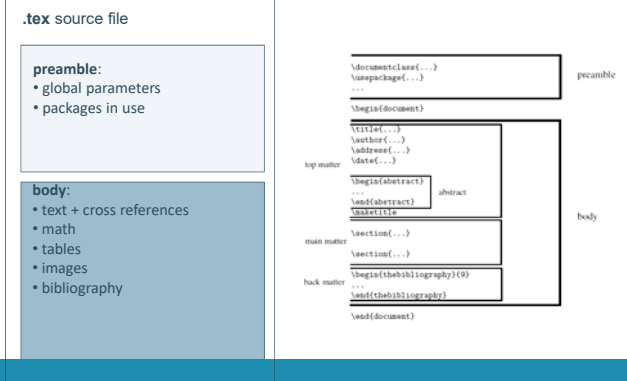 .tex source file
preamble:
• global parameters
• packages in use
body:
• text + cross references
• math
• tables
• images
• bibliography
\documentclass{...}
\usepackage{...}
...
preamble
\begin{document}
\title{...}
\author{...}
\address{...}
\date{...}
top matter
\begin{abstract}
...
abstract
\end{abstract}
\maketitle
body
\section{...}
main matter
\section{...}
\begin{thebibliography}{9}
back matter
...
\end{thebibliography}
\end{document}